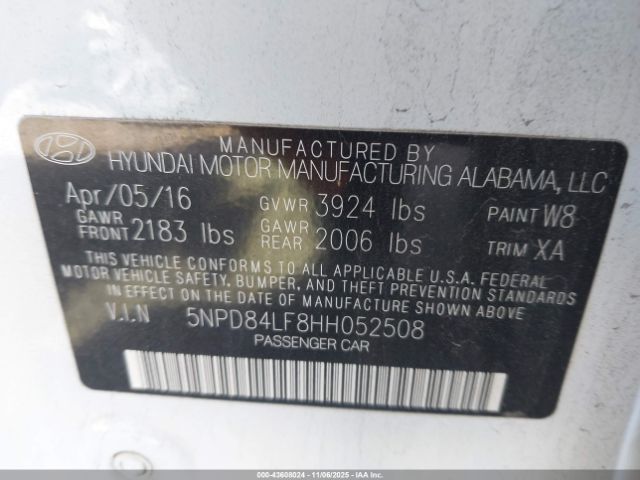 MANUFACTURED BY
HYUNDAI MOTOR MANUFACTURING ALABAMA, LLC
Apr/05/16 GVWR 3924 lbs PAINT W8
GAWR FRONT 2183 lbs GAWR REAR 2006 lbs TRIM XA
THIS VEHICLE CONFORMS TO ALL APPLICABLE U.S.A. FEDERAL
MOTOR VEHICLE SAFETY, BUMPER, AND THEFT PREVENTION STANDARDS
IN EFFECT ON THE DATE OF MANUFACTURE SHOWN ABOVE.
V.I.N 5NPD84LF8HH052508
PASSENGER CAR
000-43608024 - 11/06/2025 - IAA Inc.